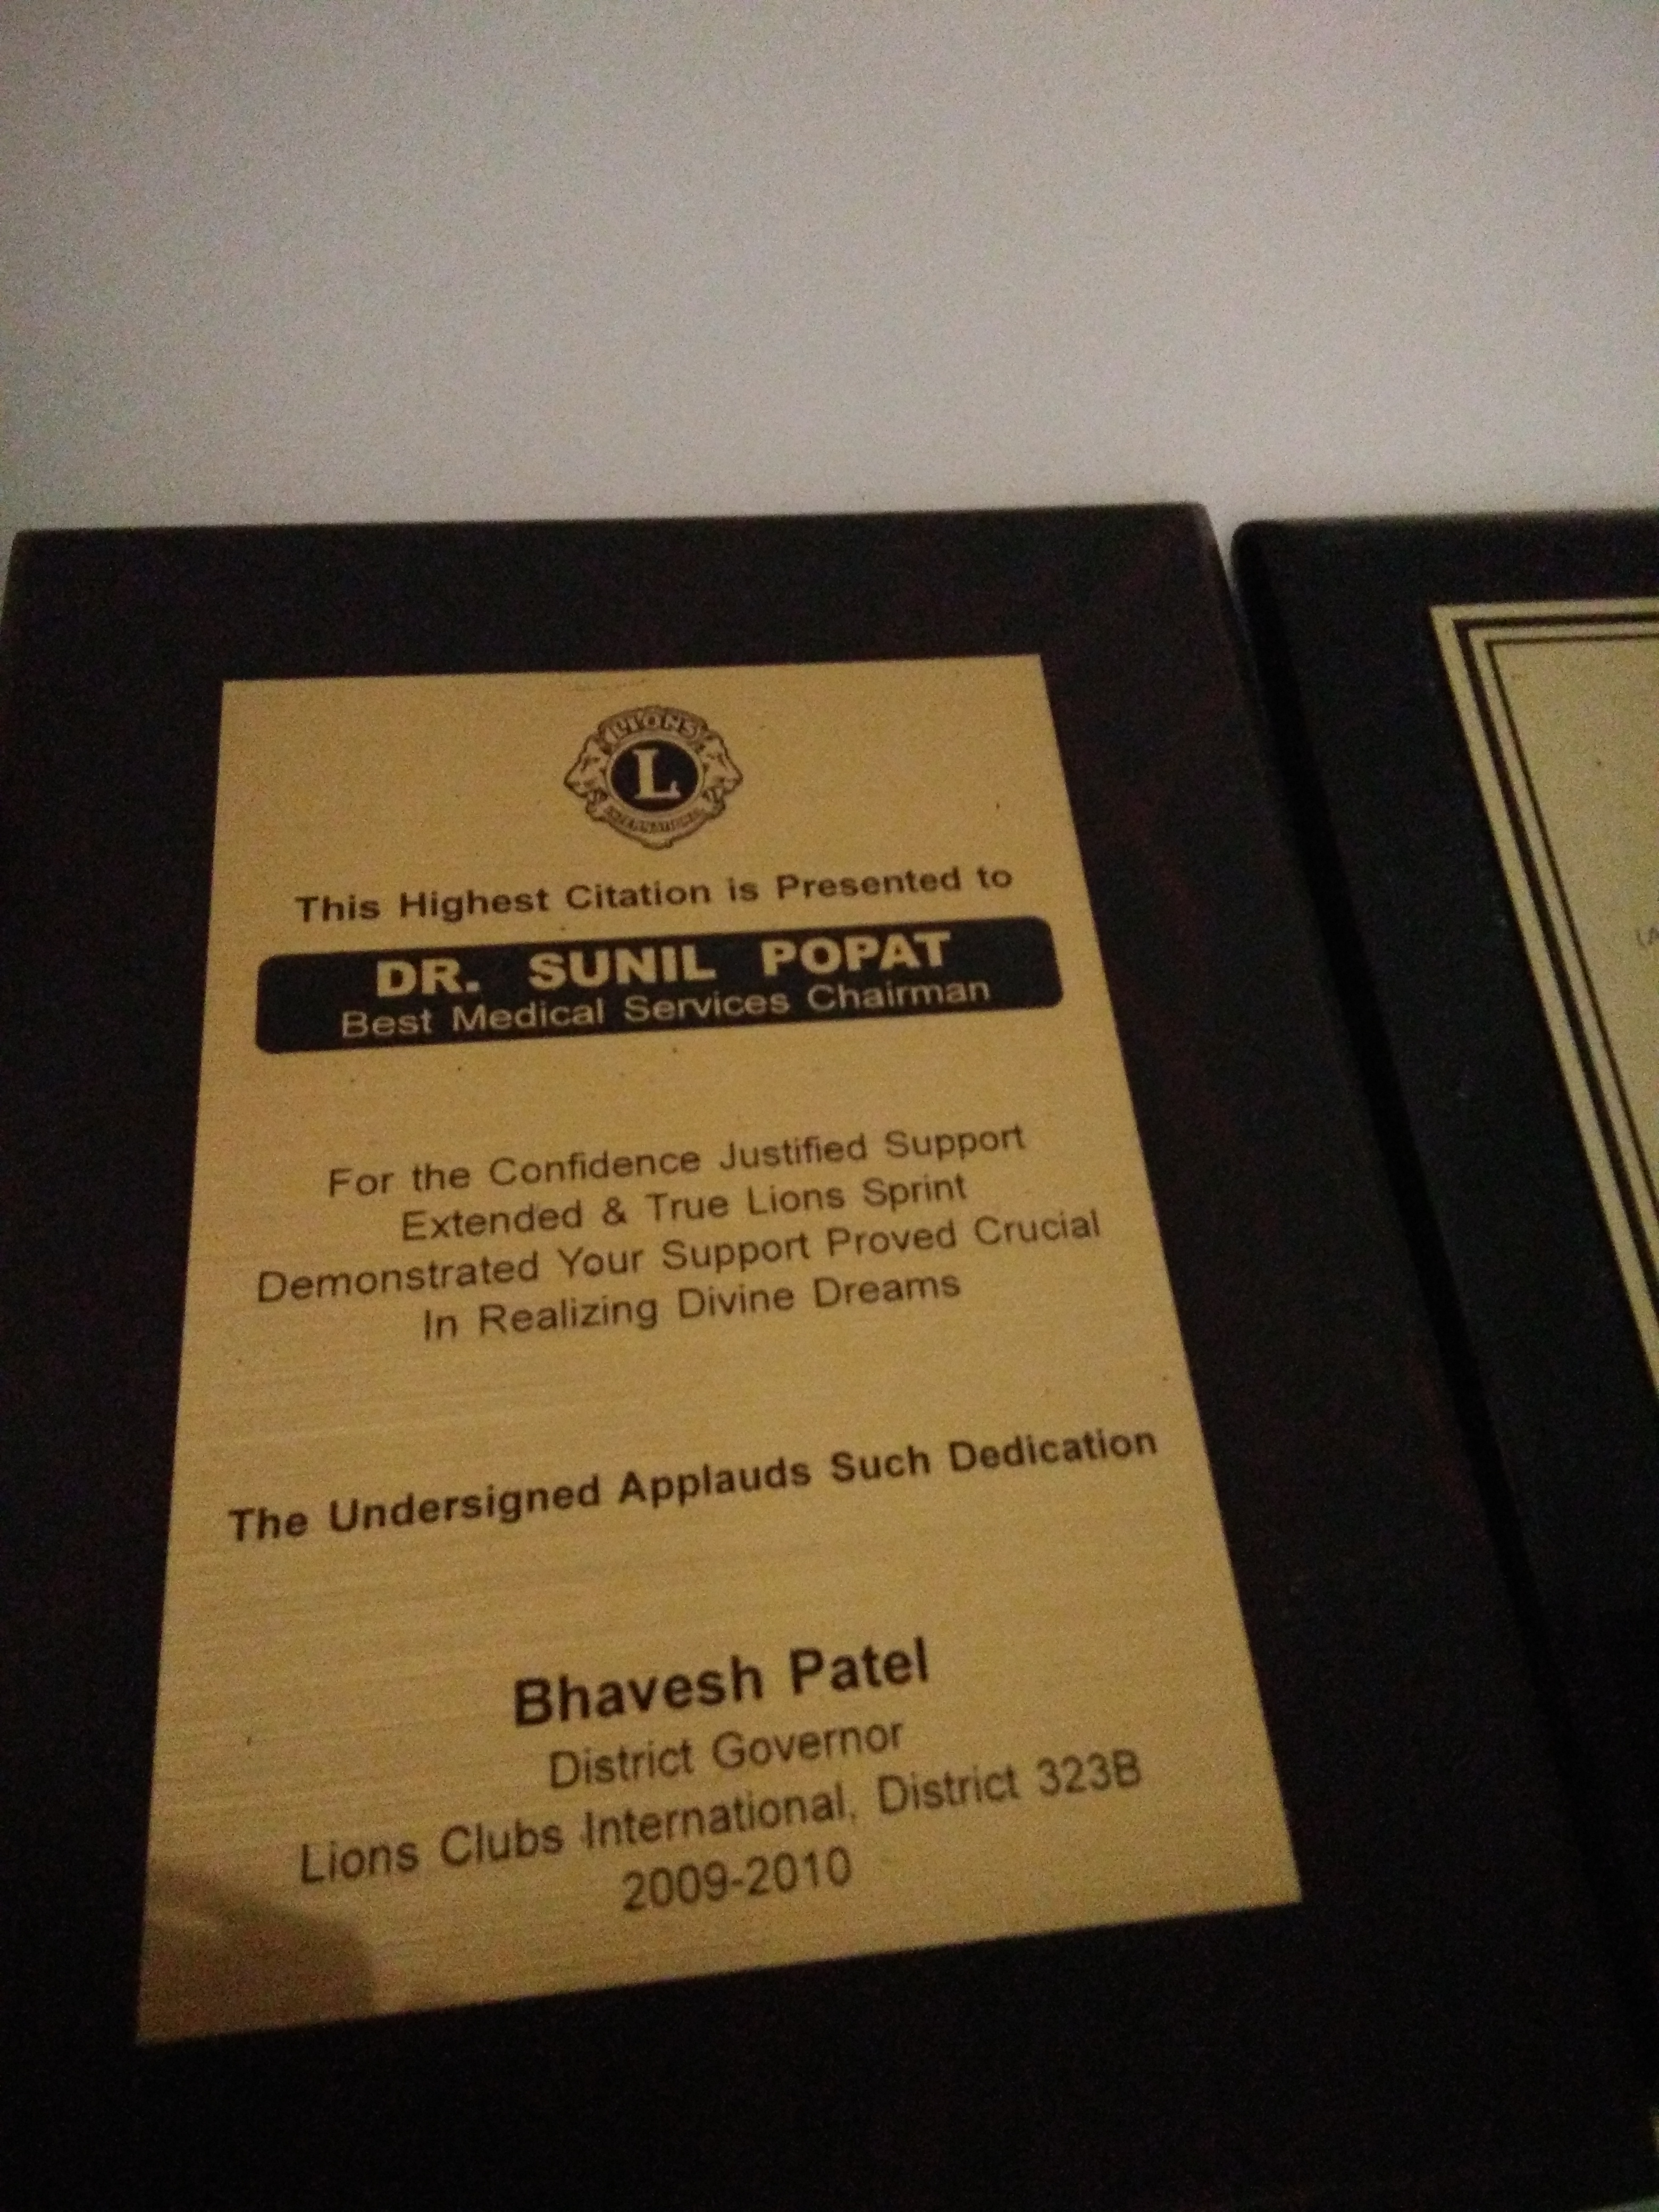 LIONS
L
INTERNATIONAL
This Highest Citation is Presented to
DR. SUNIL POPAT
Best Medical Services Chairman
For the Confidence Justified Support
Extended & True Lions Sprint
Demonstrated Your Support Proved Crucial
In Realizing Divine Dreams
The Undersigned Applauds Such Dedication
Bhavesh Patel
District Governor
Lions Clubs International, District 323B
2009-2010